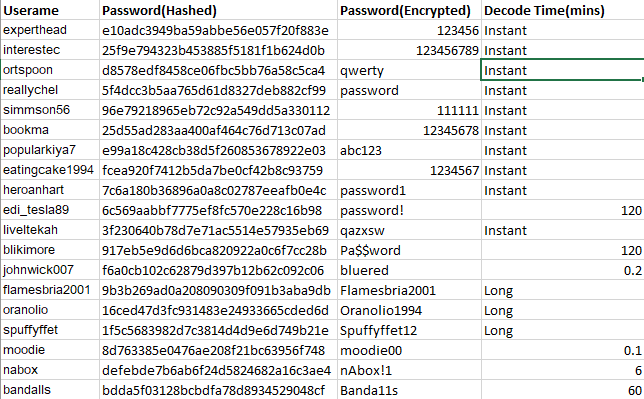 Userame Password(Hashed) Password(Encrypted) Decode Time(mins)
experthead e10adc3949ba59abbe56e057f20f883e 123456 Instant
interestec 25f9e794323b453885f5181f1b624d0b 123456789 Instant
ortspoon d8578edf8458ce06fbc5bb76a58c5ca4 qwerty Instant
reallychel 5f4dcc3b5aa765d61d8327deb882cf99 password Instant
simmson56 96e79218965eb72c92a549dd5a330112 111111 Instant
bookma 25d55ad283aa400af464c76d713c07ad 12345678 Instant
popularkiya7 e99a18c428cb38d5f260853678922e03 abc123 Instant
eatingcake1994 fcea920f7412b5da7be0cf42b8c93759 1234567 Instant
heroanhart 7c6a180b36896a0a8c02787eeafb0e4c password1 Instant
edi_tesla89 6c569aabbf7775ef8fc570e228c16b98 password! 120
liveltekah 3f230640b78d7e71ac5514e57935eb69 qazxsw Instant
blikimore 917eb5e9d6d6bca820922a0c6f7cc28b Pa$$word 120
johnwick007 f6a0cb102c62879d397b12b62c092c06 bluered 0.2
flamesbria2001 9b3b269ad0a208090309f091b3aba9db Flamesbria2001 Long
oranolio 16ced47d3fc931483e24933665cded6d Oranolio1994 Long
spuffyffet 1f5c5683982d7c3814d4d9e6d749b21e Spuffyffet12 Long
moodie 8d763385e0476ae208f21bc63956f748 moodie00 0.1
nabox defebde7b6ab6f24d5824682a16c3ae4 nAbox!1 6
bandalls bdda5f03128bcbdfa78d8934529048cf Banda11s 60